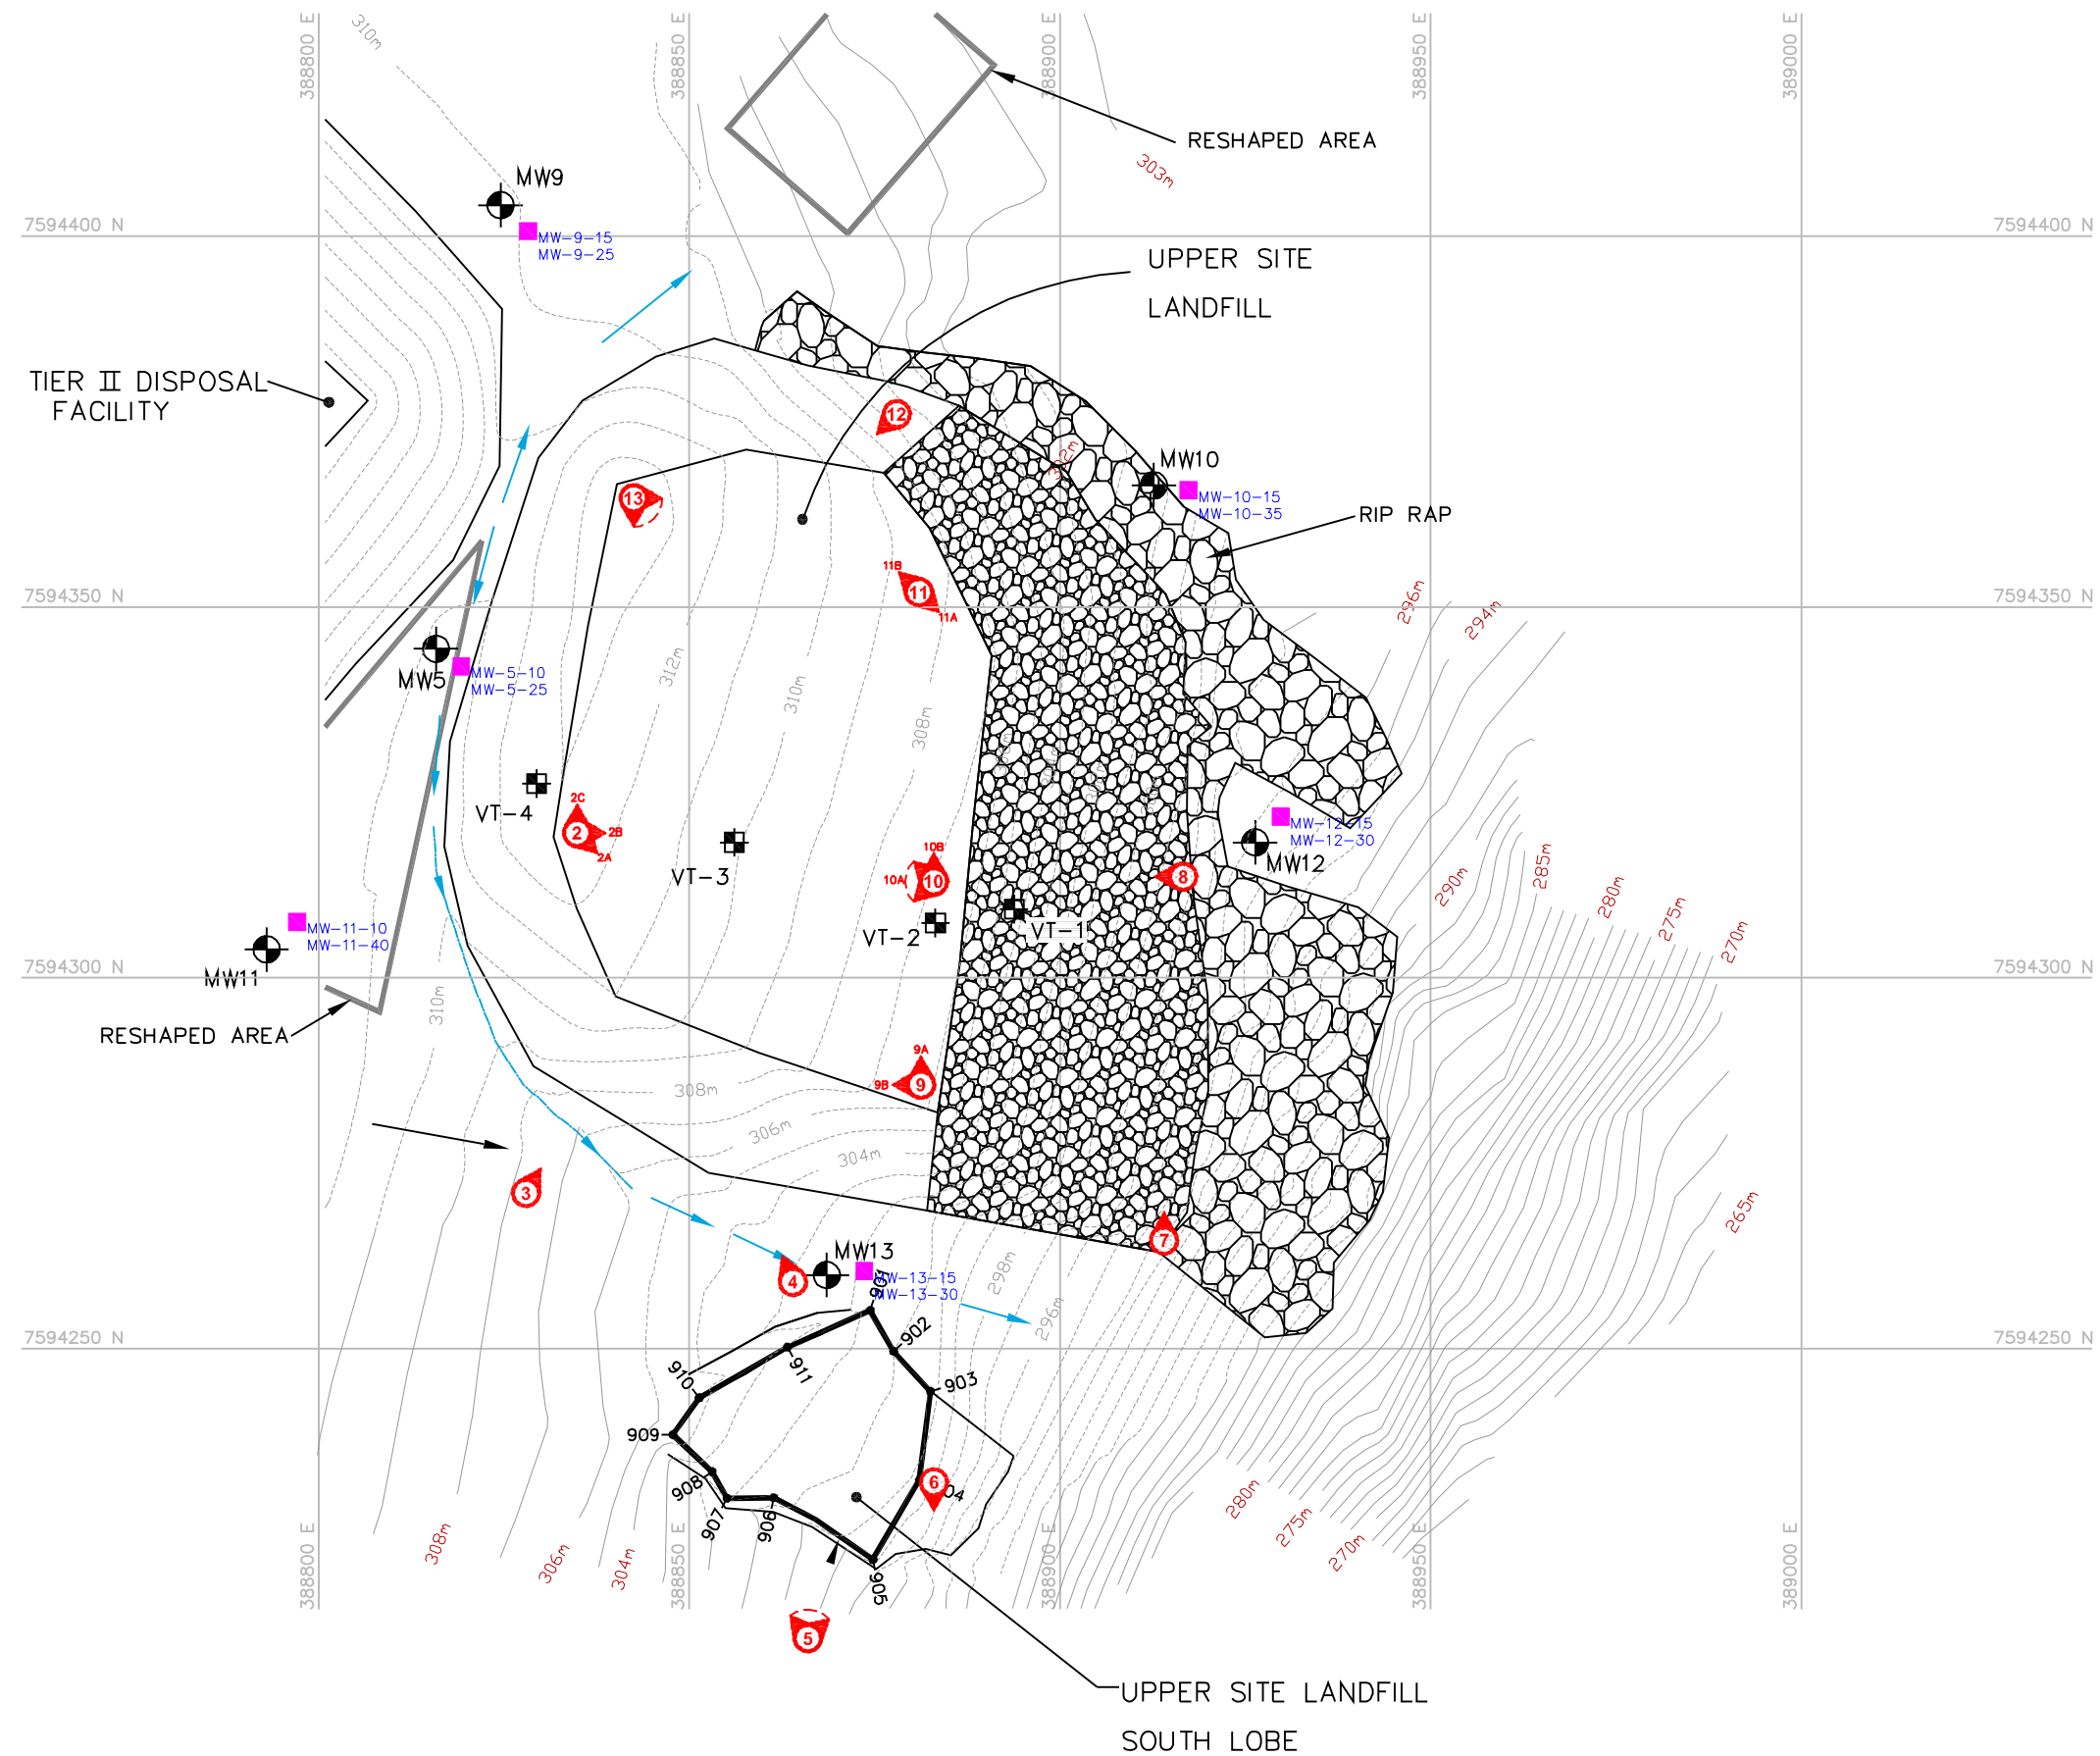 388800 E
388850 E
388900 E
388950 E
389000 E
310m
RESHAPED AREA
303m
MW9
7594400 N
7594400 N
MW-9-15
MW-9-25
UPPER SITE
LANDFILL
TIER II DISPOSAL
FACILITY
12
302m
MW10
MW-10-15
MW-10-35
13
RIP RAP
11B
11
11A
296m
294m
7594350 N
7594350 N
MW5
MW-5-10
MW-5-25
312m
310m
308m
VT-4
2C
2
2B
2A
VT-3
10B
10A
10
8
MW-12-15
MW-12-30
MW12
290m
285m
280m
275m
270m
VT-2
VT-1
MW-11-10
MW-11-40
MW11
7594300 N
7594300 N
310m
RESHAPED AREA
9A
9B
9
308m
306m
304m
3
7
265m
MW13
4
MW-13-15
MW-13-30
901
298m
296m
902
7594250 N
7594250 N
910
911
903
909
908
6
907
906
905
308m
306m
304m
280m
275m
270m
388800 E
388850 E
388900 E
388950 E
389000 E
5
UPPER SITE LANDFILL
SOUTH LOBE